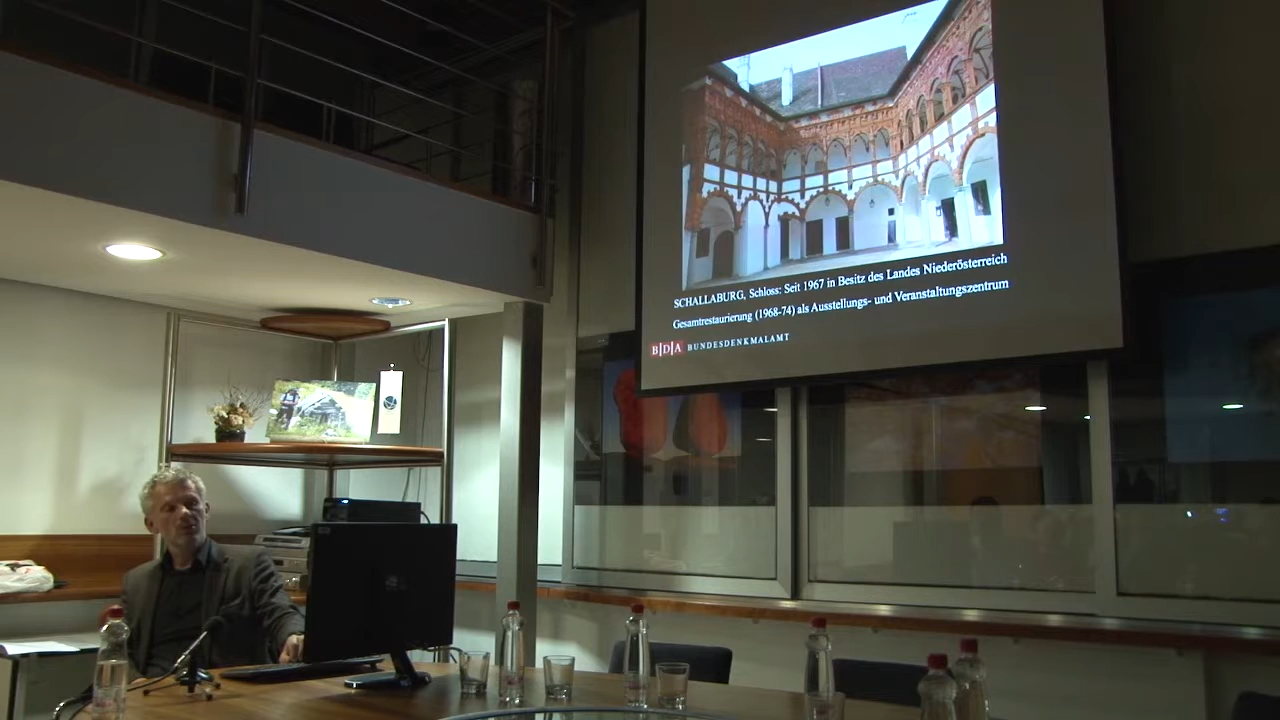 SCHALLABURG, Schloss: Seit 1967 in Besitz des Landes Niederösterreich
Gesamtrestaurierung (1968-74) als Ausstellungs- und Veranstaltungszentrum
B|D|A BUNDESDENKMALAMT